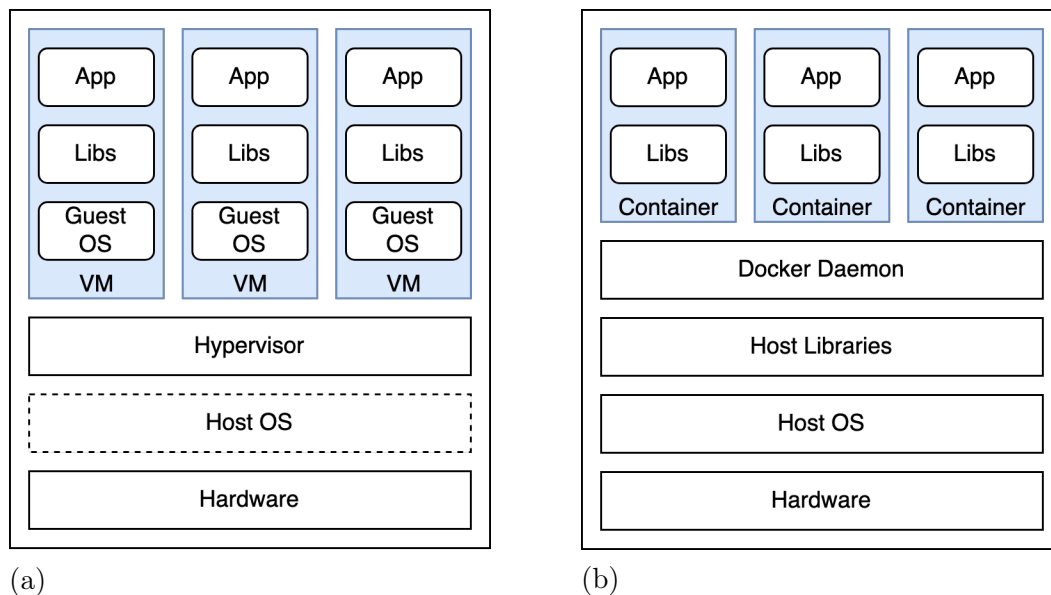 App App App
Libs Libs Libs
Guest Guest Guest
OS OS OS
VM VM VM
Hypervisor
Host OS
Hardware
(a)
App App App
Libs Libs Libs
Container Container Container
Docker Daemon
Host Libraries
Host OS
Hardware
(b)